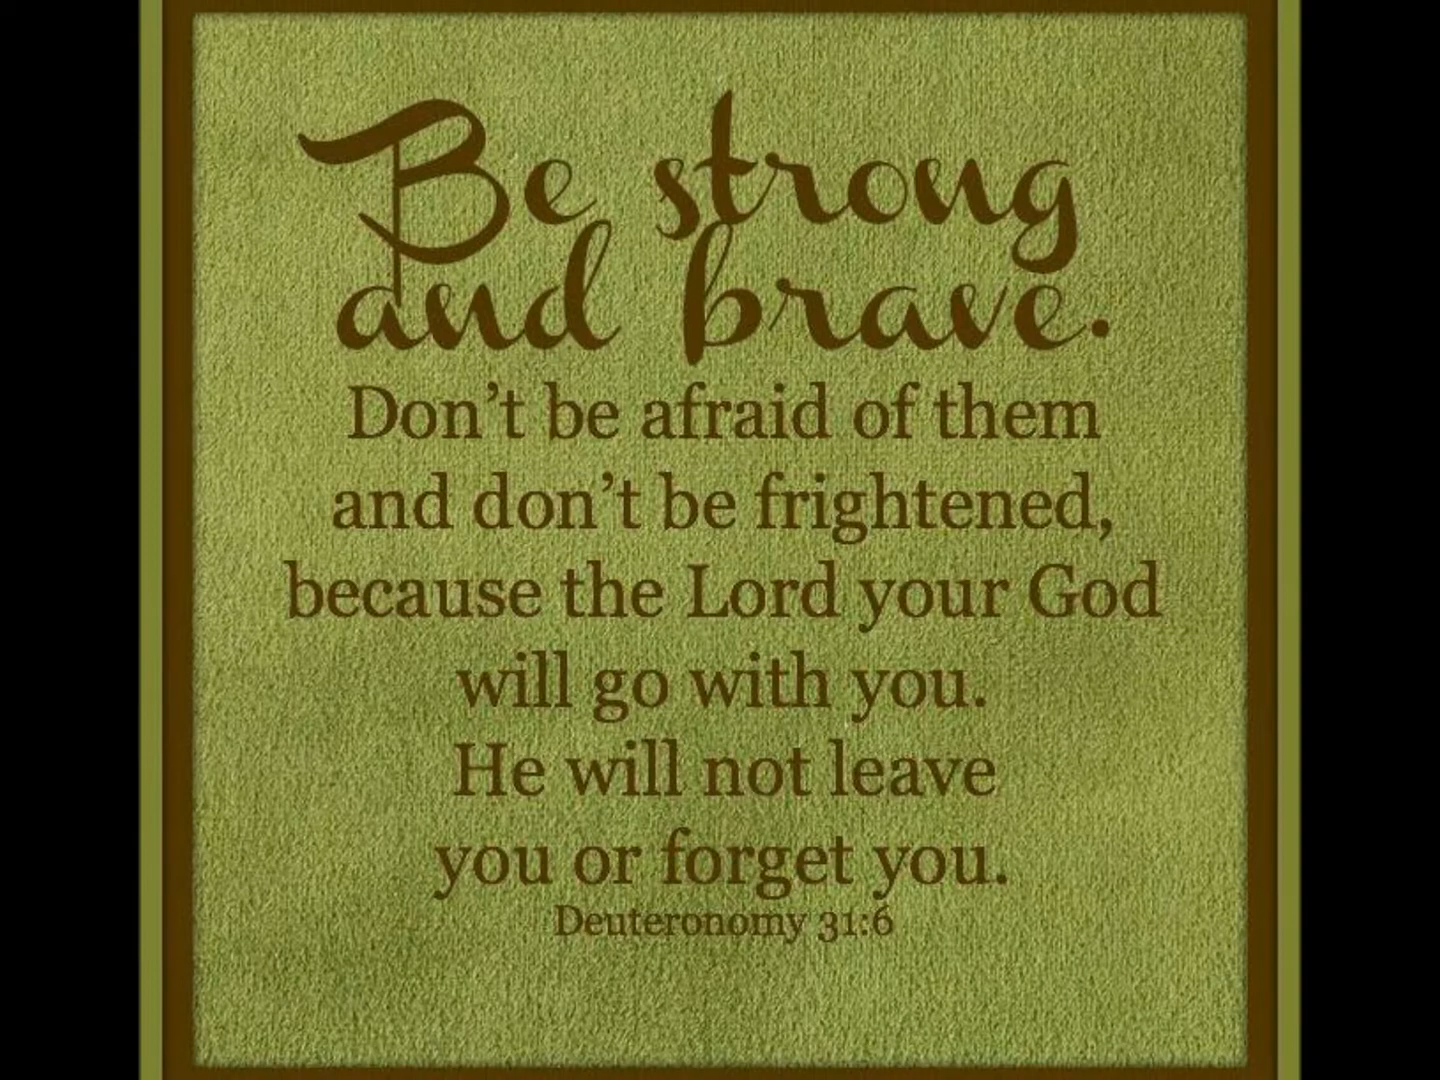 Be strong
and brave.
Don’t be afraid of them
and don’t be frightened,
because the Lord your God
will go with you.
He will not leave
you or forget you.
Deuteronomy 31:6